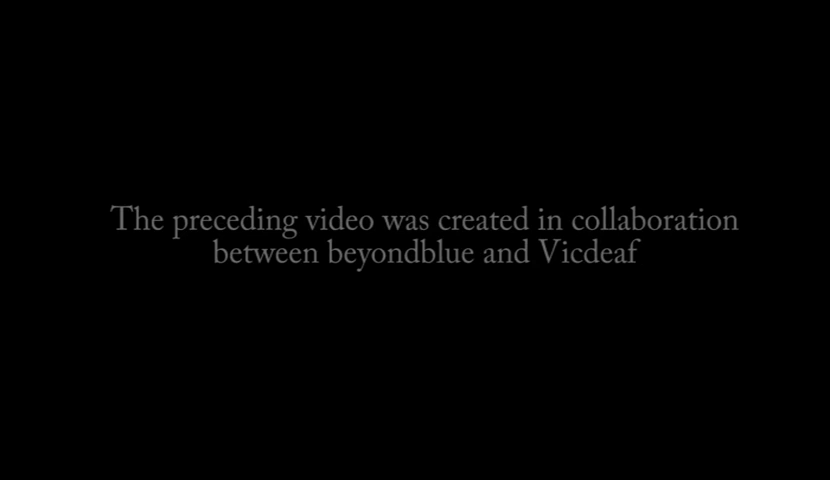 The preceding video was created in collaboration
between beyondblue and Vicdeaf